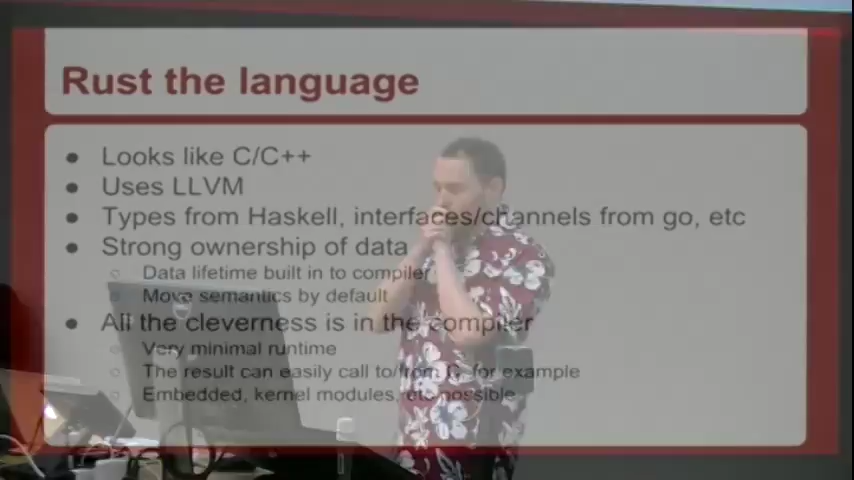 Rust the language
● Looks like C/C++
● Uses LLVM
● Types from Haskell, interfaces/channels from go, etc
● Strong ownership of data
○ Data lifetime built in to compiler
○ Move semantics by default
● All the cleverness is in the compiler
○ Very minimal runtime
○ The result can easily call to/from C, for example
○ Embedded, kernel modules, etc possible